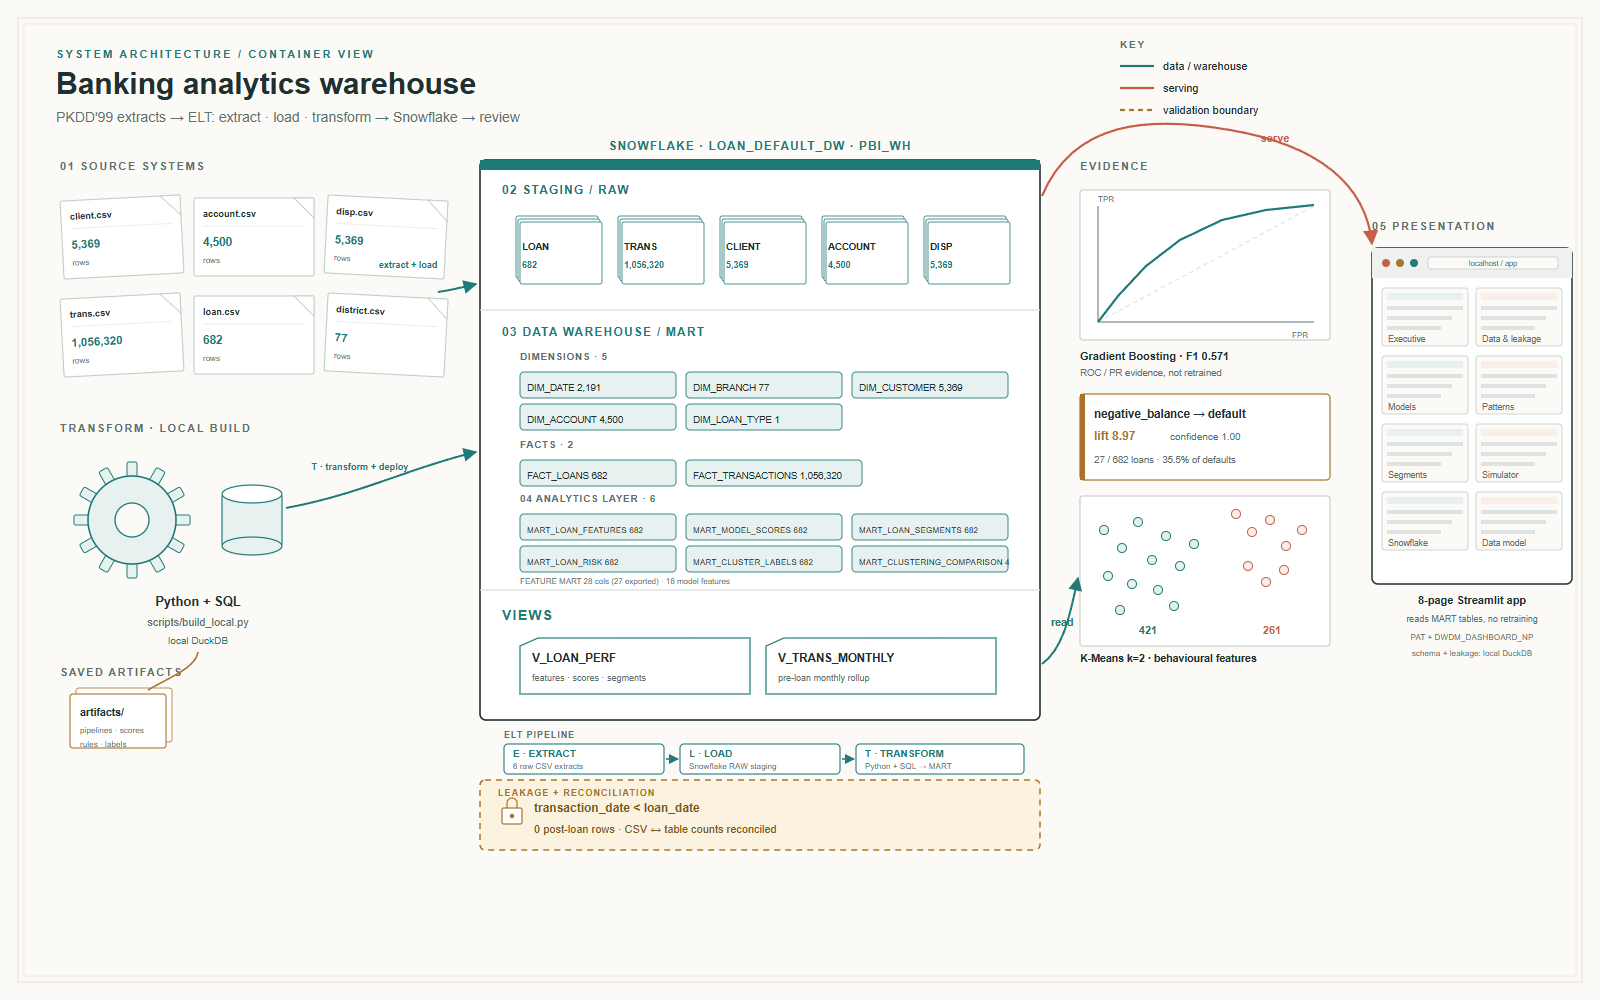 SYSTEM ARCHITECTURE / CONTAINER VIEW
Banking analytics warehouse
PKDD'99 extracts → ELT: extract · load · transform → Snowflake → review
KEY
data / warehouse
serving
validation boundary
serve
01 SOURCE SYSTEMS
client.csv
5,369
rows
account.csv
4,500
rows
disp.csv
5,369
rows
extract + load
trans.csv
1,056,320
rows
loan.csv
682
rows
district.csv
77
rows
TRANSFORM · LOCAL BUILD
T · transform + deploy
Python + SQL
scripts/build_local.py
local DuckDB
SAVED ARTIFACTS
artifacts/
pipelines · scores
rules · labels
SNOWFLAKE · LOAN_DEFAULT_DW · PBI_WH
02 STAGING / RAW
LOAN
682
TRANS
1,056,320
CLIENT
5,369
ACCOUNT
4,500
DISP
5,369
03 DATA WAREHOUSE / MART
DIMENSIONS · 5
DIM_DATE 2,191
DIM_BRANCH 77
DIM_CUSTOMER 5,369
DIM_ACCOUNT 4,500
DIM_LOAN_TYPE 1
FACTS · 2
FACT_LOANS 682
FACT_TRANSACTIONS 1,056,320
04 ANALYTICS LAYER · 6
MART_LOAN_FEATURES 682
MART_MODEL_SCORES 682
MART_LOAN_SEGMENTS 682
MART_LOAN_RISK 682
MART_CLUSTER_LABELS 682
MART_CLUSTERING_COMPARISON 4
FEATURE MART 28 cols (27 exported) · 18 model features
VIEWS
V_LOAN_PERF
features · scores · segments
V_TRANS_MONTHLY
pre-loan monthly rollup
ELT PIPELINE
E · EXTRACT
6 raw CSV extracts
L · LOAD
Snowflake RAW staging
T · TRANSFORM
Python + SQL → MART
LEAKAGE + RECONCILIATION
transaction_date < loan_date
0 post-loan rows · CSV ↔ table counts reconciled
EVIDENCE
TPR
FPR
Gradient Boosting · F1 0.571
ROC / PR evidence, not retrained
negative_balance → default
lift 8.97
confidence 1.00
27 / 682 loans · 35.5% of defaults
read
421
261
K-Means k=2 · behavioural features
05 PRESENTATION
localhost / app
Executive
Data & leakage
Models
Patterns
Segments
Simulator
Snowflake
Data model
8-page Streamlit app
reads MART tables, no retraining
PAT + DWDM_DASHBOARD_NP
schema + leakage: local DuckDB